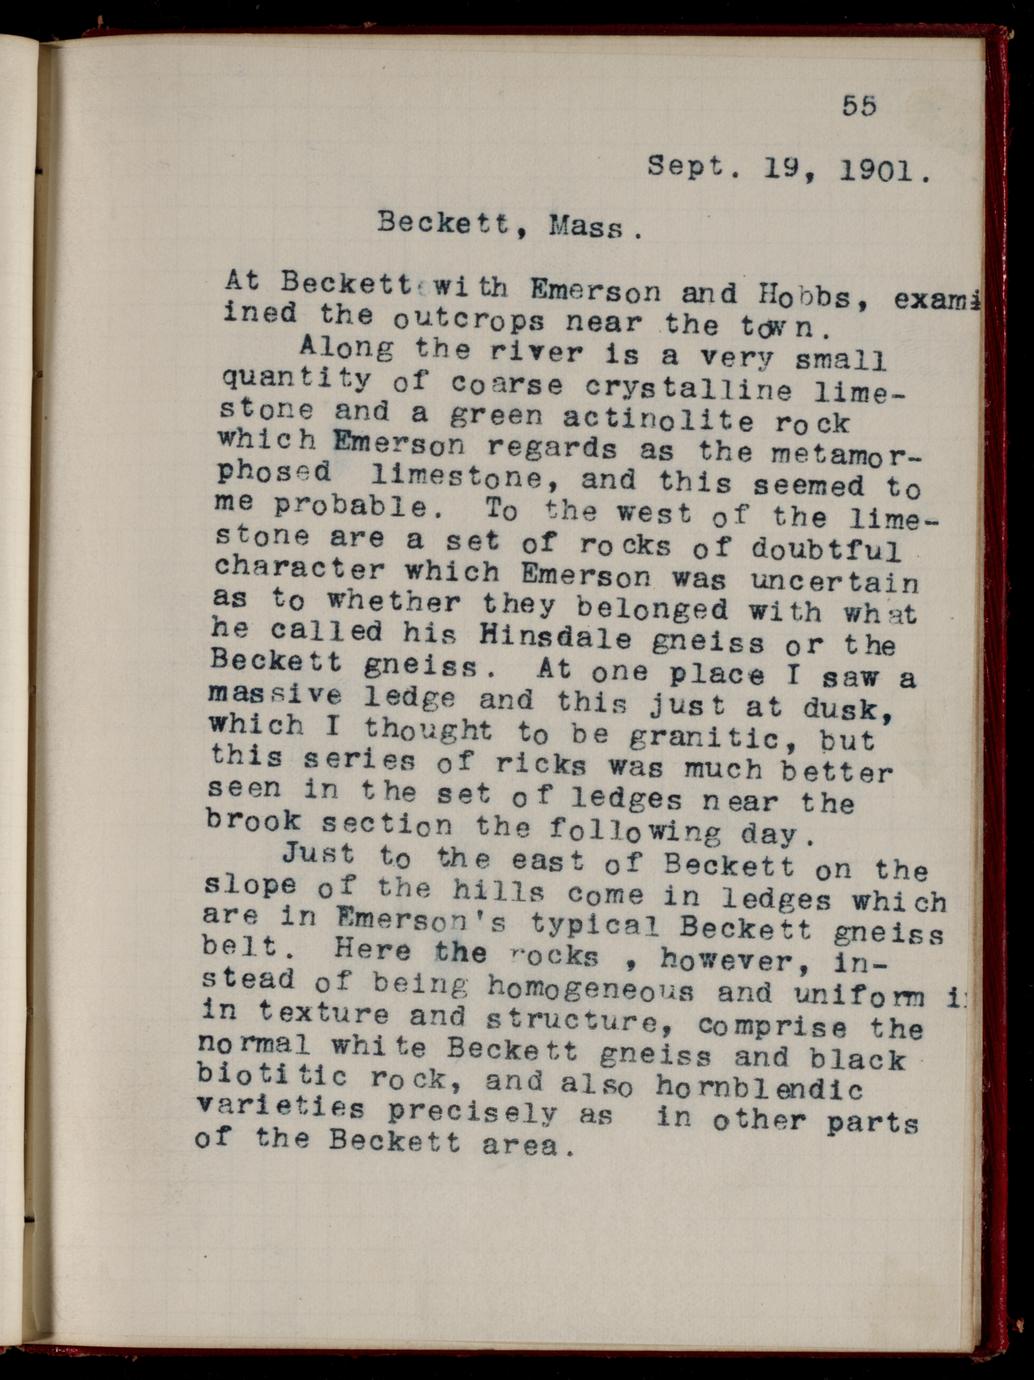 55
Sept. 19, 1901.
Beckett, Mass.
At Beckett with Emerson and Hobbs, exami
ined the outcrops near the town.
Along the river is a very small
quantity of coarse crystalline lime-
stone and a green actinolite rock
which Emerson regards as the metamor-
phosed limestone, and this seemed to
me probable. To the west of the lime-
stone are a set of rocks of doubtful
character which Emerson was uncertain
as to whether they belonged with what
he called his Hinsdale gneiss or the
Beckett gneiss. At one place I saw a
massive ledge and this just at dusk,
which I thought to be granitic, but
this series of ricks was much better
seen in the set of ledges near the
brook section the following day.
Just to the east of Beckett on the
slope of the hills come in ledges which
are in Emerson's typical Beckett gneiss
belt. Here the rocks , however, in-
stead of being homogeneous and uniform i
in texture and structure, comprise the
normal white Beckett gneiss and black
biotitic rock, and also hornblendic
varieties precisely as in other parts
of the Beckett area.